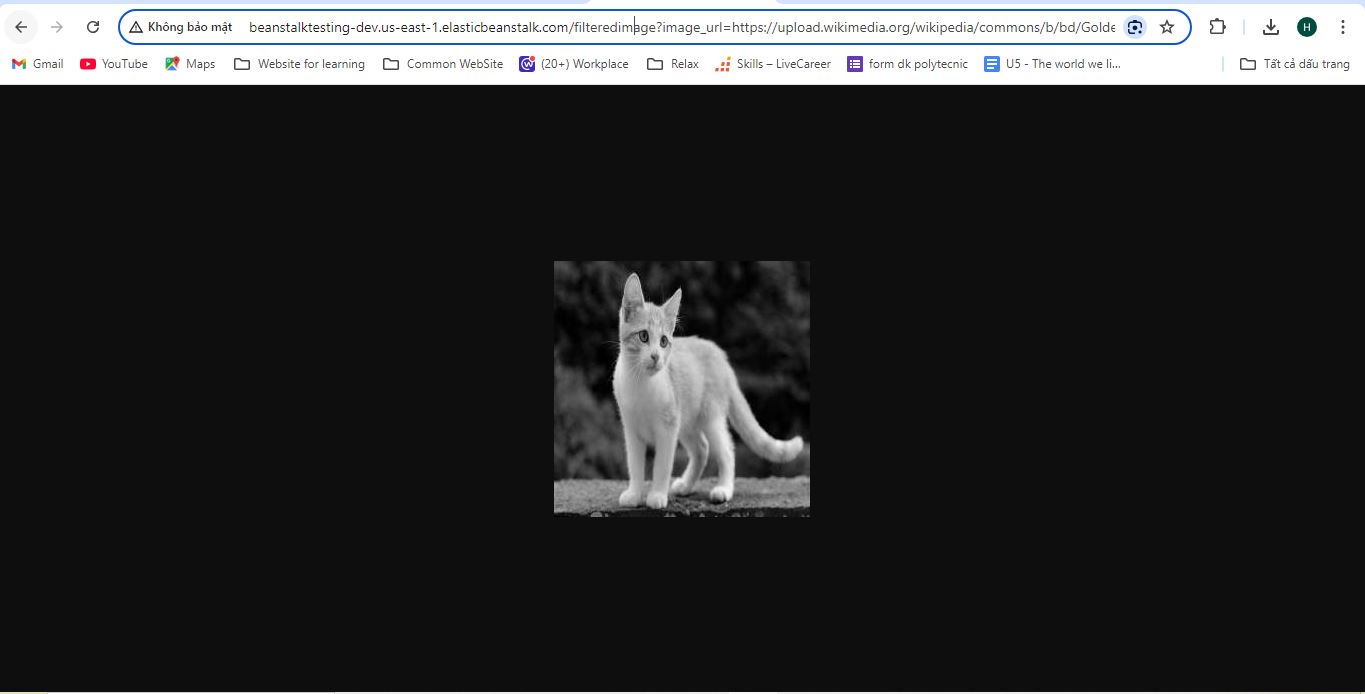 Không bảo mật beanstalktesting-dev.us-east-1.elasticbeanstalk.com/filteredimage?image_url=https://upload.wikimedia.org/wikipedia/commons/b/bd/Golde
H
Gmail YouTube Maps Website for learning Common WebSite (20+) Workplace Relax Skills – LiveCareer form dk polytecnic U5 - The world we li... Tất cả dấu trang